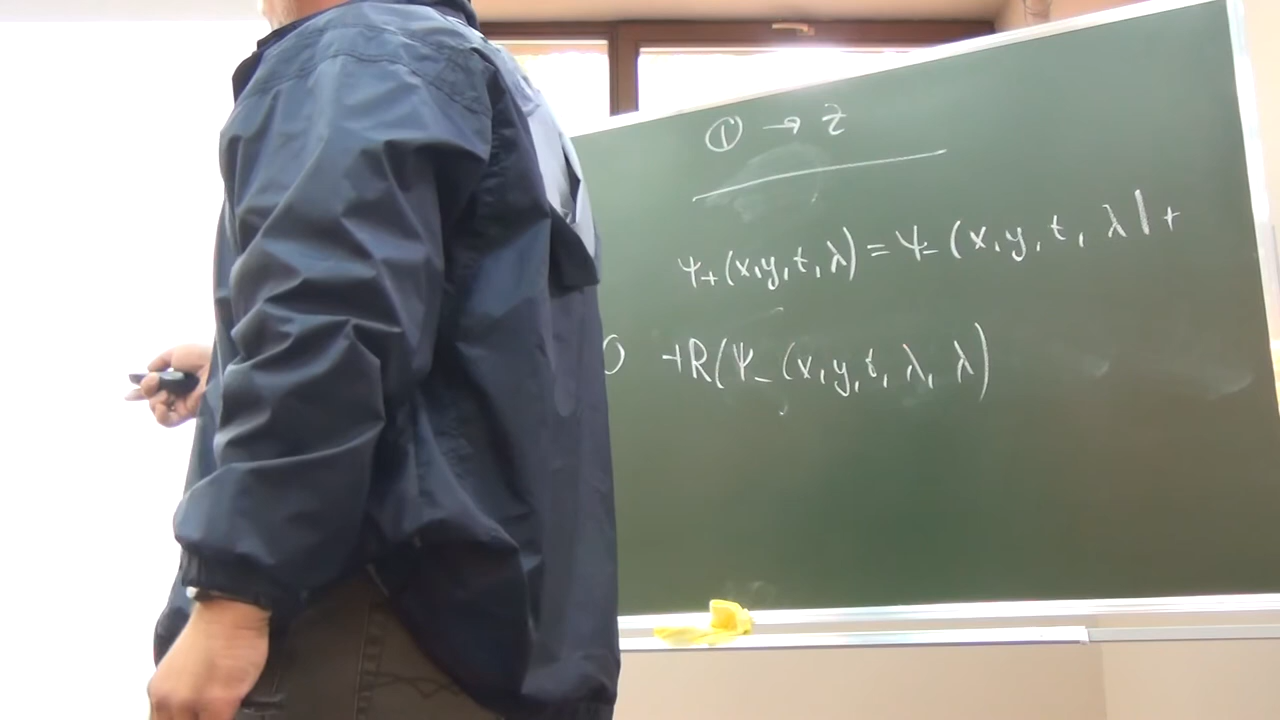 ① → z
ψ₊(x,y,t,λ) = ψ₋(x,y,t,λ) +
+R(ψ₋(x,y,t,λ,λ)